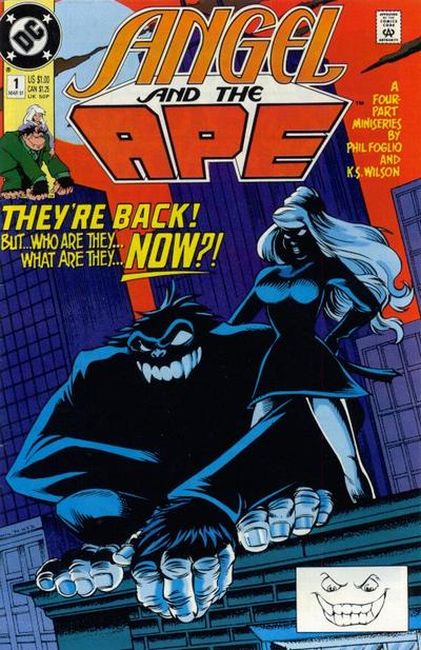 DC
ANGEL
AND THE
APE
™
APPROVED
BY THE
COMICS
CODE
AUTHORITY
1
MAR 91
US $1.00
CAN $1.25
UK 50P
A
FOUR-
PART
MINISERIES
BY
PHIL FOGLIO
AND
K.S. WILSON
THEY'RE BACK!
BUT...WHO ARE THEY...
WHAT ARE THEY... NOW?!